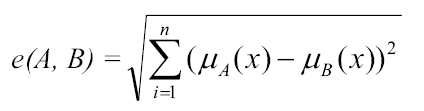 e(A, B) = √(∑_{i=1}^{n} (μ_A(x) − μ_B(x))²)